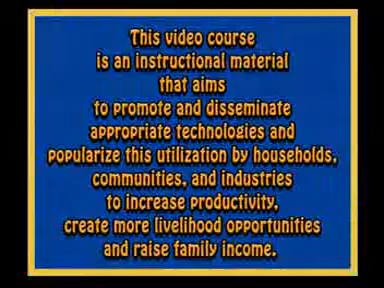 This video course
is an instructional material
that aims
to promote and disseminate
appropriate technologies and
popularize this utilization by households,
communities, and industries
to increase productivity,
create more livelihood opportunities
and raise family income.